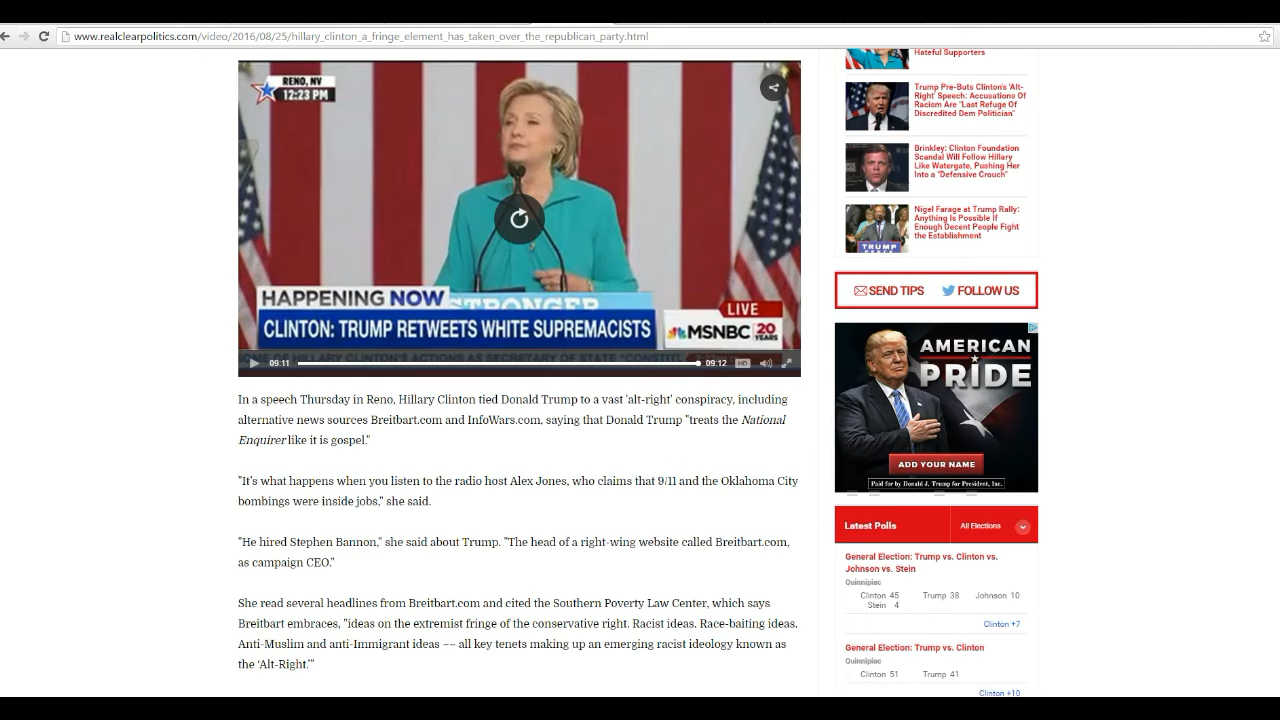 www.realclearpolitics.com/video/2016/08/25/hillary_clinton_a_fringe_element_has_taken_over_the_republican_party.html
RENO, NV
12:23 PM
STRONGER
HAPPENING NOW
LIVE
CLINTON: TRUMP RETWEETS WHITE SUPREMACISTS
MSNBC 20 YEARS
OF HILLARY CLINTON'S ACTIONS AS SECRETARY OF STATE "CONSTIT
09:11
09:12
HD
In a speech Thursday in Reno, Hillary Clinton tied Donald Trump to a vast 'alt-right' conspiracy, including
alternative news sources Breitbart.com and InfoWars.com, saying that Donald Trump "treats the National
Enquirer like it is gospel."
"It's what happens when you listen to the radio host Alex Jones, who claims that 9/11 and the Oklahoma City
bombings were inside jobs," she said.
"He hired Stephen Bannon," she said about Trump. "The head of a right-wing website called Breitbart.com,
as campaign CEO."
She read several headlines from Breitbart.com and cited the Southern Poverty Law Center, which says
Breitbart embraces, "ideas on the extremist fringe of the conservative right. Racist ideas. Race-baiting ideas.
Anti-Muslim and anti-Immigrant ideas –– all key tenets making up an emerging racist ideology known as
the 'Alt-Right.'"
Hateful Supporters
Trump Pre-Buts Clinton's 'Alt-
Right' Speech: Accusations Of
Racism Are "Last Refuge Of
Discredited Dem Politician"
Brinkley: Clinton Foundation
Scandal Will Follow Hillary
Like Watergate, Pushing Her
Into a "Defensive Crouch"
Nigel Farage at Trump Rally:
Anything Is Possible If
Enough Decent People Fight
the Establishment
TRUMP
SEND TIPS
FOLLOW US
AMERICAN
PRIDE
ADD YOUR NAME
Paid for by Donald J. Trump for President, Inc.
Latest Polls
All Elections
General Election: Trump vs. Clinton vs.
Johnson vs. Stein
Quinnipiac
Clinton 45 Trump 38 Johnson 10
Stein 4
Clinton +7
General Election: Trump vs. Clinton
Quinnipiac
Clinton 51 Trump 41
Clinton +10